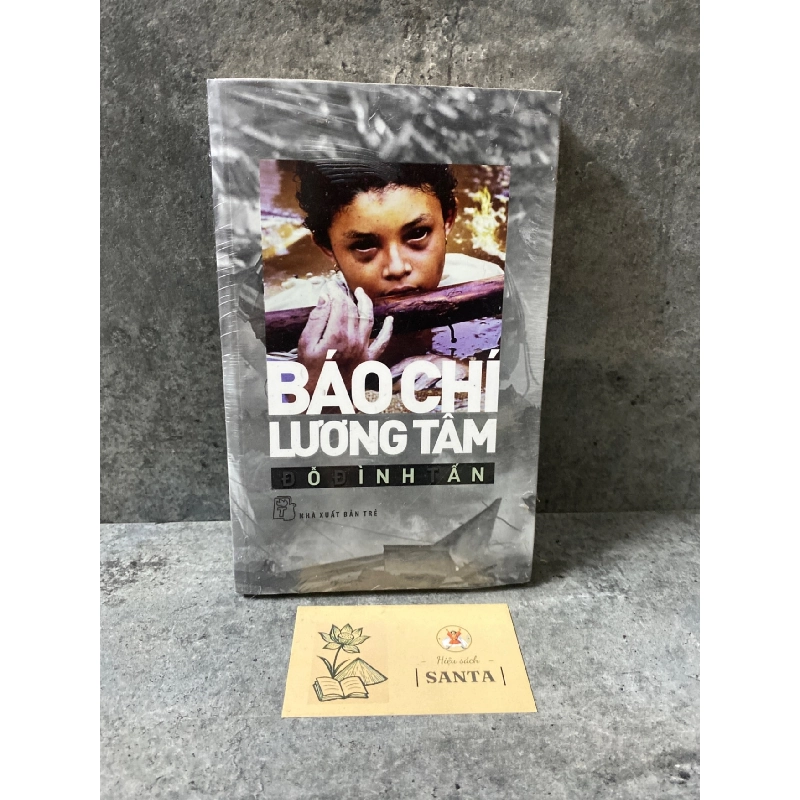 BÁO CHÍ
LƯƠNG TÂM
ĐỖ ĐÌNH TẤN
NHÀ XUẤT BẢN TRẺ
Hiệu sách
SANTA